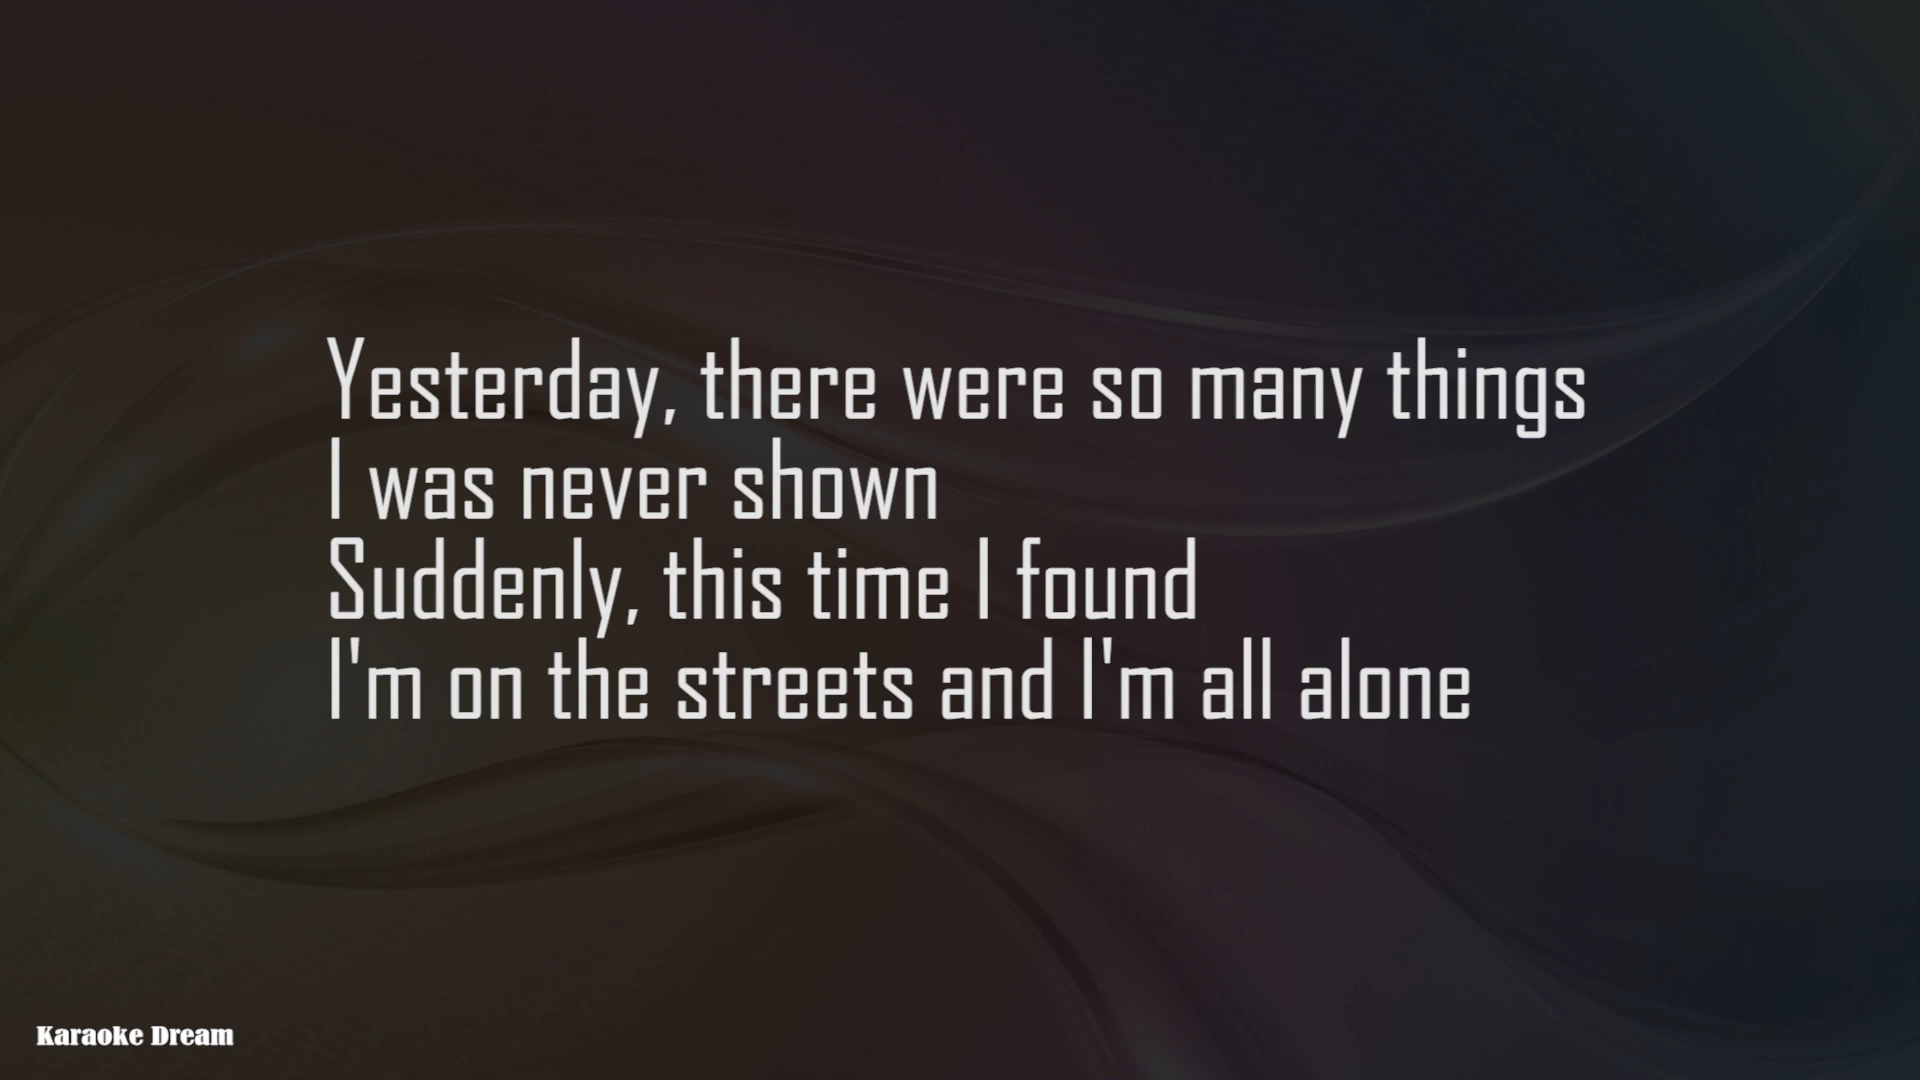 Yesterday, there were so many things
I was never shown
Suddenly, this time I found
I'm on the streets and I'm all alone
Karaoke Dream